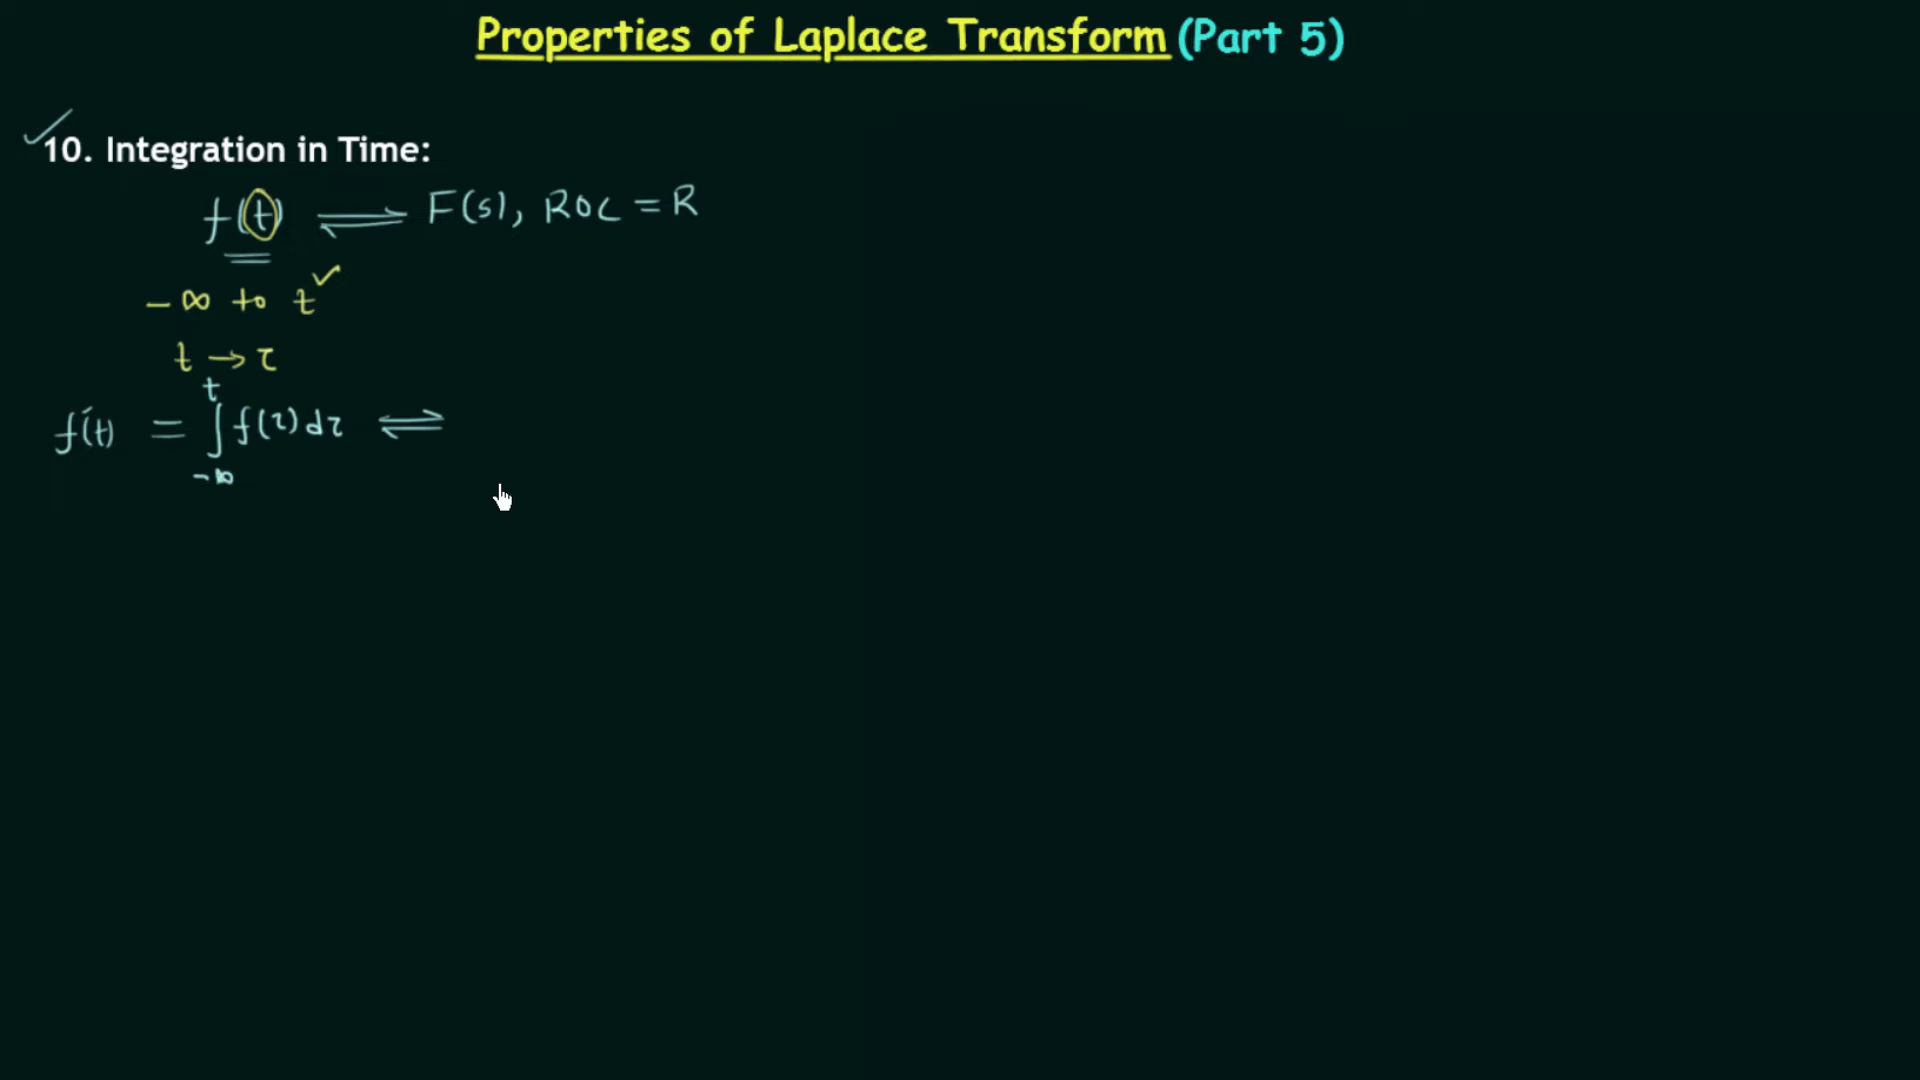 Properties of Laplace Transform (Part 5)
✓10. Integration in Time:
f(t) ⇌ F(s), ROC = R
-∞ to t ✓
t → τ
f'(t) = ∫_{-∞}^{t} f(τ)dτ ⇌